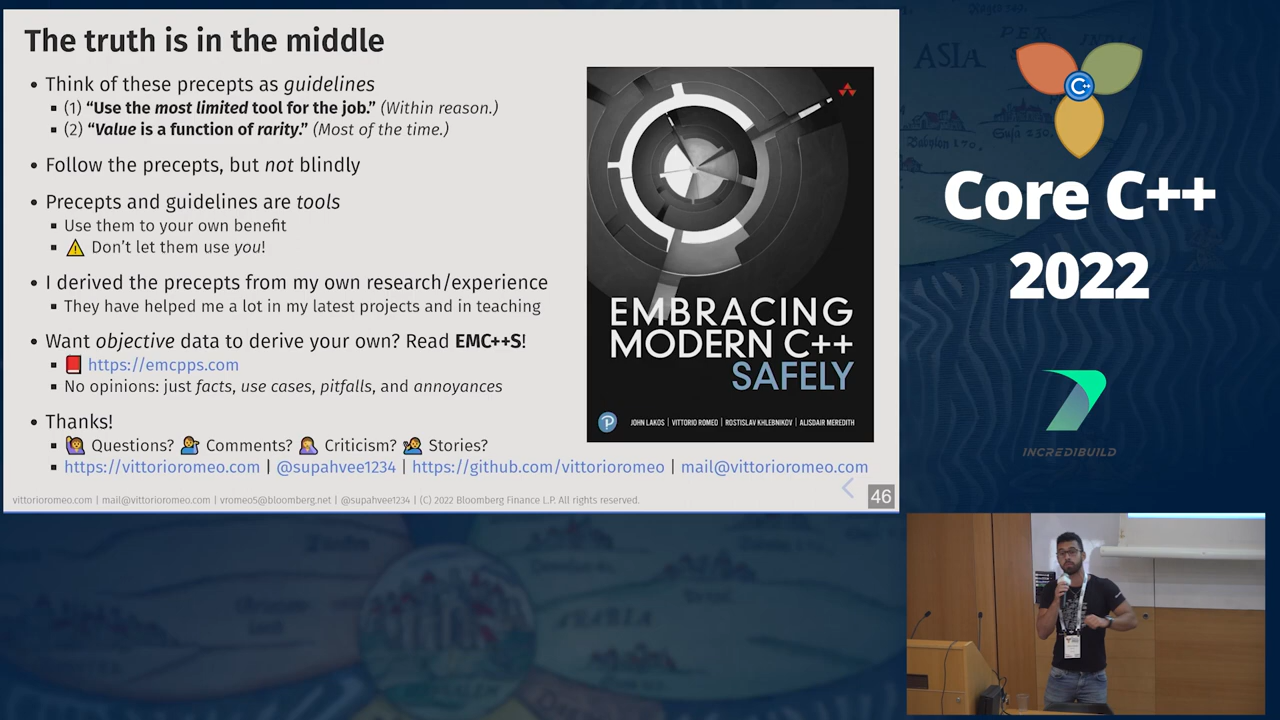 The truth is in the middle
• Think of these precepts as guidelines
▪ (1) “Use the most limited tool for the job.” (Within reason.)
▪ (2) “Value is a function of rarity.” (Most of the time.)
• Follow the precepts, but not blindly
• Precepts and guidelines are tools
▪ Use them to your own benefit
▪ ⚠ Don’t let them use you!
• I derived the precepts from my own research/experience
▪ They have helped me a lot in my latest projects and in teaching
• Want objective data to derive your own? Read EMC++S!
▪ https://emcpps.com
▪ No opinions: just facts, use cases, pitfalls, and annoyances
• Thanks!
▪ Questions? Comments? Criticism? Stories?
▪ https://vittorioromeo.com | @supahvee1234 | https://github.com/vittorioromeo | mail@vittorioromeo.com
vittorioromeo.com | mail@vittorioromeo.com | vromeo5@bloomberg.net | @supahvee1234 | (C) 2022 Bloomberg Finance L.P. All rights reserved.
46
EMBRACING
MODERN C++
SAFELY
P
JOHN LAKOS | VITTORIO ROMEO | ROSTISLAV KHLEBNIKOV | ALISDAIR MEREDITH
ASIA
PER
INDIA
Babylon
C++
Core C++
2022
INCREDIBUILD
ARABIA